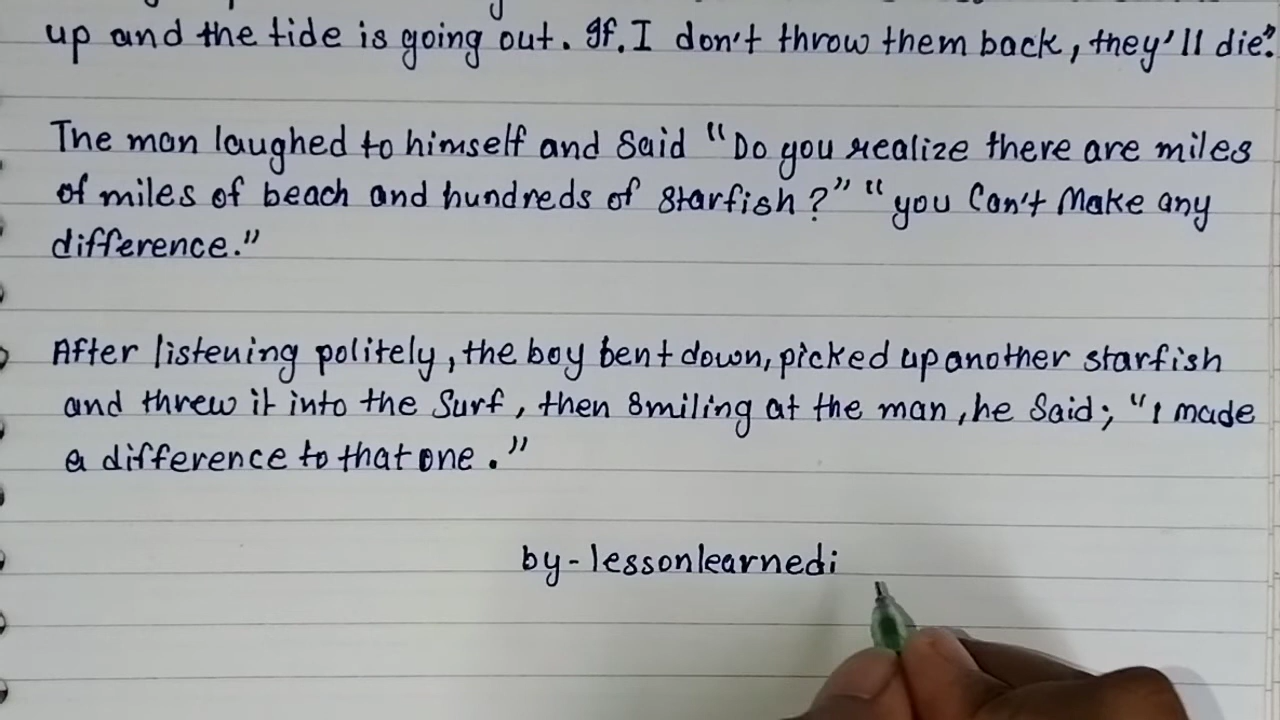 up and the tide is going out. If. I don't throw them back, they'll die."
The man laughed to himself and Said "Do you realize there are miles
of miles of beach and hundreds of starfish?" "you Can't Make any
difference."
After listening politely, the boy bent down, picked up another starfish
and threw it into the Surf, then smiling at the man, he Said; "I made
a difference to that one."
by-lessonlearnedi